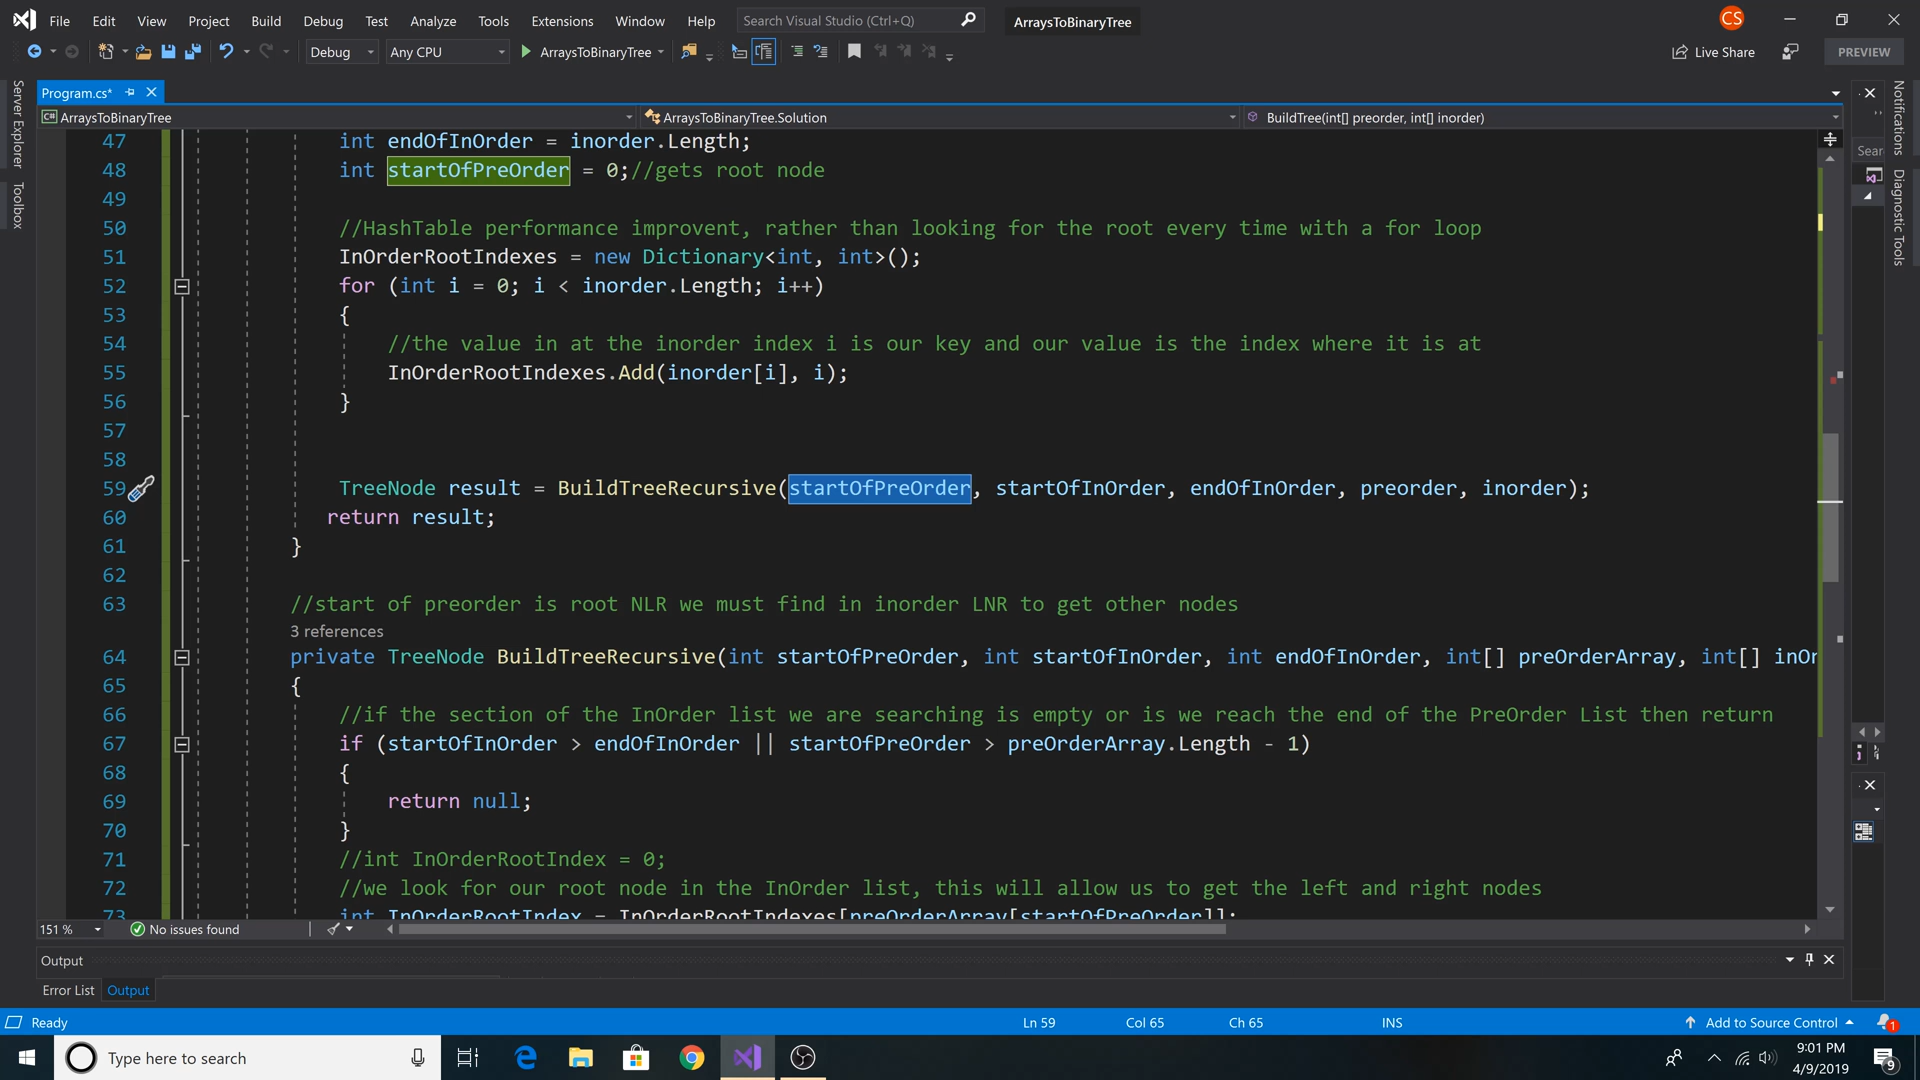 File Edit View Project Build Debug Test Analyze Tools Extensions Window Help Search Visual Studio (Ctrl+Q) ArraysToBinaryTree CS
Debug Any CPU ArraysToBinaryTree Live Share PREVIEW
Server Explorer
Toolbox
Program.cs*
ArraysToBinaryTree ArraysToBinaryTree.Solution BuildTree(int[] preorder, int[] inorder)
47 int endOfInOrder = inorder.Length;
48 int startOfPreOrder = 0;//gets root node
49
50 //HashTable performance improvent, rather than looking for the root every time with a for loop
51 InOrderRootIndexes = new Dictionary<int, int>();
52 for (int i = 0; i < inorder.Length; i++)
53 {
54 //the value in at the inorder index i is our key and our value is the index where it is at
55 InOrderRootIndexes.Add(inorder[i], i);
56 }
57
58
59 TreeNode result = BuildTreeRecursive(startOfPreOrder, startOfInOrder, endOfInOrder, preorder, inorder);
60 return result;
61 }
62
63 //start of preorder is root NLR we must find in inorder LNR to get other nodes
3 references
64 private TreeNode BuildTreeRecursive(int startOfPreOrder, int startOfInOrder, int endOfInOrder, int[] preOrderArray, int[] inOr
65 {
66 //if the section of the InOrder list we are searching is empty or is we reach the end of the PreOrder List then return
67 if (startOfInOrder > endOfInOrder || startOfPreOrder > preOrderArray.Length - 1)
68 {
69 return null;
70 }
71 //int InOrderRootIndex = 0;
72 //we look for our root node in the InOrder list, this will allow us to get the left and right nodes
73 int InOrderRootIndex = InOrderRootIndexes[preOrderArray[startOfPreOrder]];
Notifications
Diagnostic Tools
Sear
151 % No issues found
Output
Error List Output
Ready Ln 59 Col 65 Ch 65 INS Add to Source Control 1
Type here to search 9:01 PM
4/9/2019 9